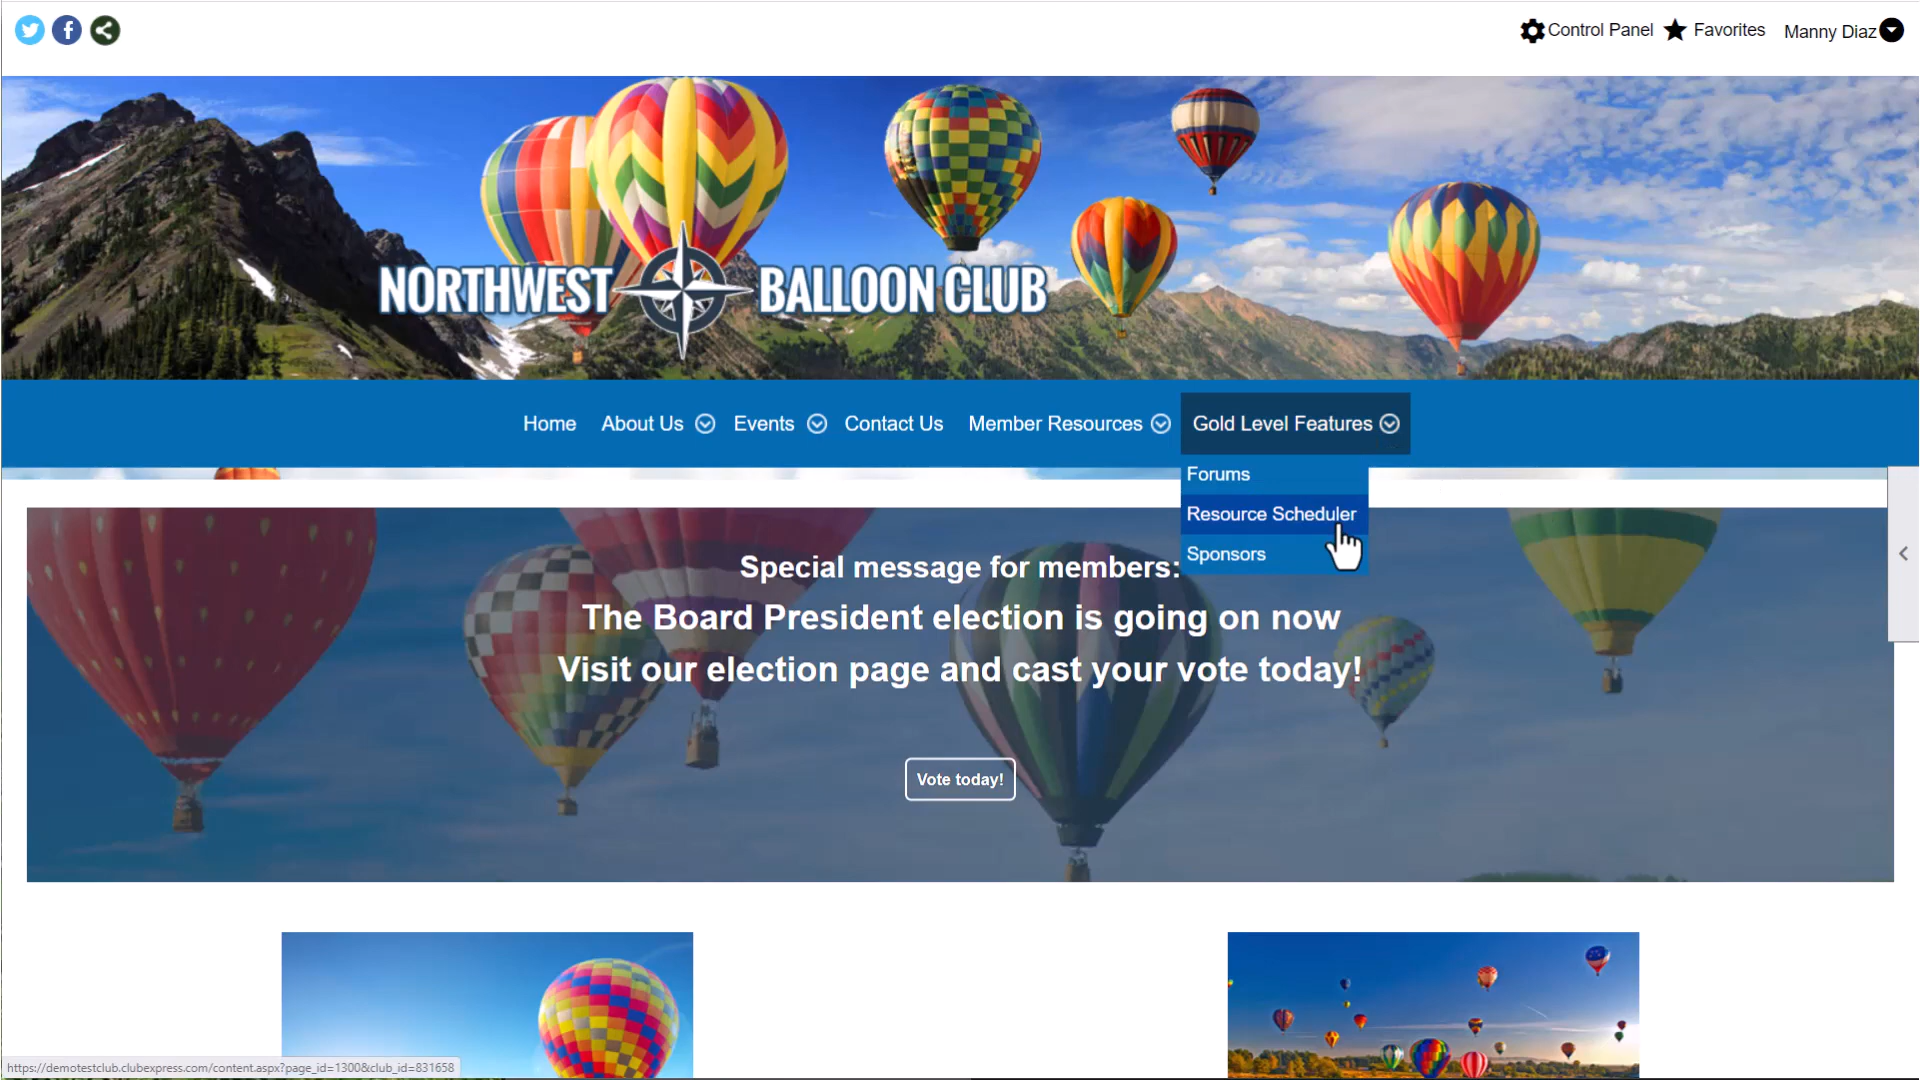 Control Panel Favorites Manny Diaz
NORTHWEST BALLOON CLUB
Home About Us Events Contact Us Member Resources Gold Level Features
Forums
Resource Scheduler
Sponsors
Special message for members:
The Board President election is going on now
Visit our election page and cast your vote today!
Vote today!
https://demotestclub.clubexpress.com/content.aspx?page_id=1300&club_id=831658